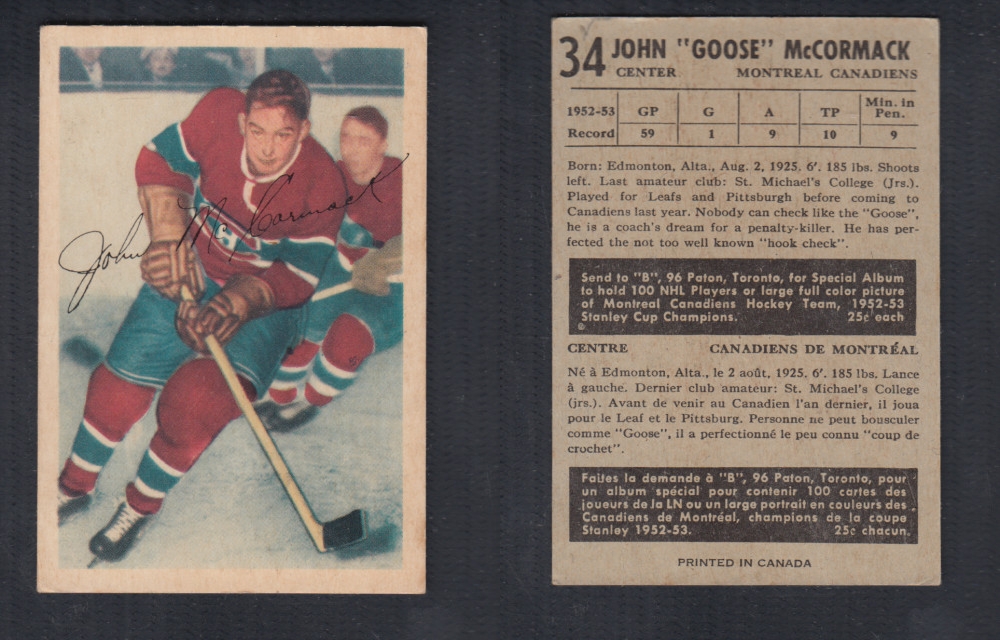 John McCormack
34 JOHN "GOOSE" McCORMACK
CENTER MONTREAL CANADIENS
1952-53 GP G A TP Min. in Pen.
Record 59 1 9 10 9
Born: Edmonton, Alta., Aug. 2, 1925. 6'. 185 lbs. Shoots
left. Last amateur club: St. Michael's College (Jrs.).
Played for Leafs and Pittsburgh before coming to
Canadiens last year. Nobody can check like the "Goose",
he is a coach's dream for a penalty-killer. He has per-
fected the not too well known "hook check".
Send to "B", 96 Paton, Toronto, for Special Album
to hold 100 NHL Players or large full color picture
of Montreal Canadiens Hockey Team, 1952-53
Stanley Cup Champions. 25¢ each
CENTRE CANADIENS DE MONTRÉAL
Né à Edmonton, Alta., le 2 août, 1925. 6'. 185 lbs. Lance
à gauche. Dernier club amateur: St. Michael's College
(jrs.). Avant de venir au Canadien l'an dernier, il joua
pour le Leaf et le Pittsburg. Personne ne peut bousculer
comme "Goose", il a perfectionné le peu connu "coup de
crochet".
Faites la demande à "B", 96 Paton, Toronto, pour
un album spécial pour contenir 100 cartes des
joueurs de la LN ou un large portrait en couleurs des
Canadiens de Montréal, champions de la coupe
Stanley 1952-53. 25¢ chacun.
PRINTED IN CANADA